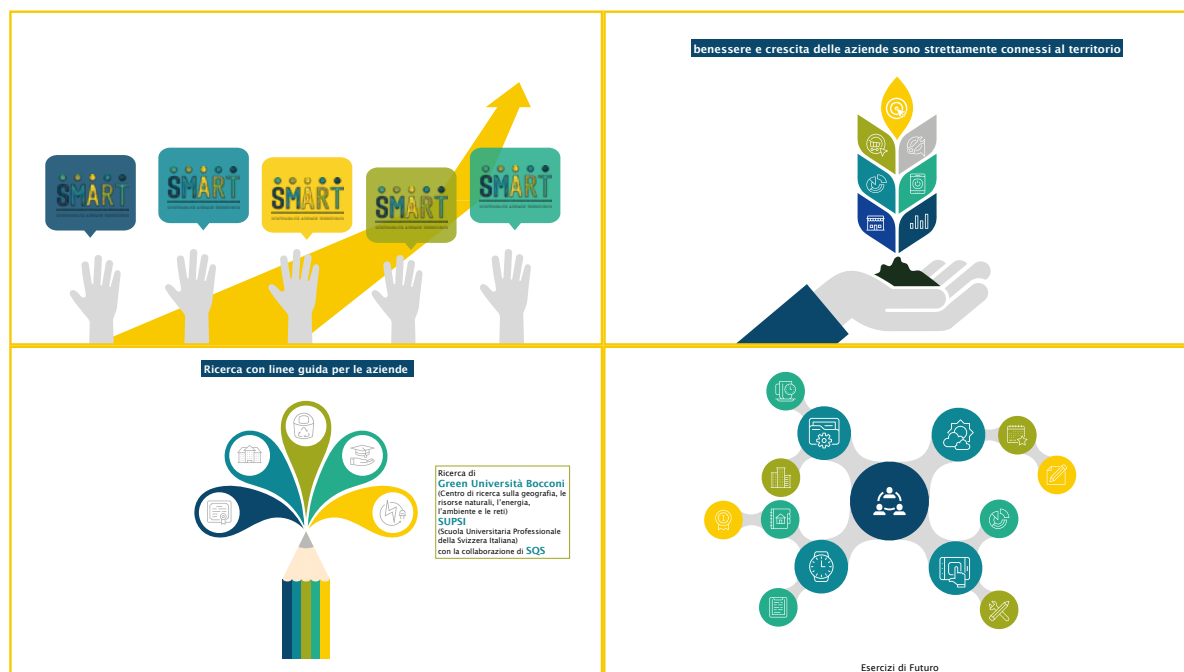 SMART
SMART
SMART
SMART
SMART
benessere e crescita delle aziende sono strettamente connessi al territorio
Ricerca con linee guida per le aziende
Ricerca di
Green Università Bocconi
(Centro di ricerca sulla geografia, le
risorse naturali, l'energia,
l'ambiente e le reti)
SUPSI
(Scuola Universitaria Professionale
della Svizzera Italiana)
con la collaborazione di SQS
Esercizi di Futuro